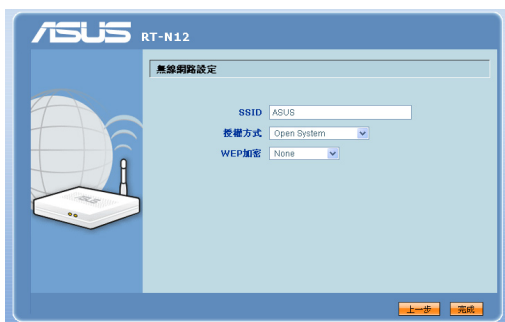 ASUS RT-N12
無線網路設定
SSID ASUS
授權方式 Open System
WEP加密 None
上一步 完成